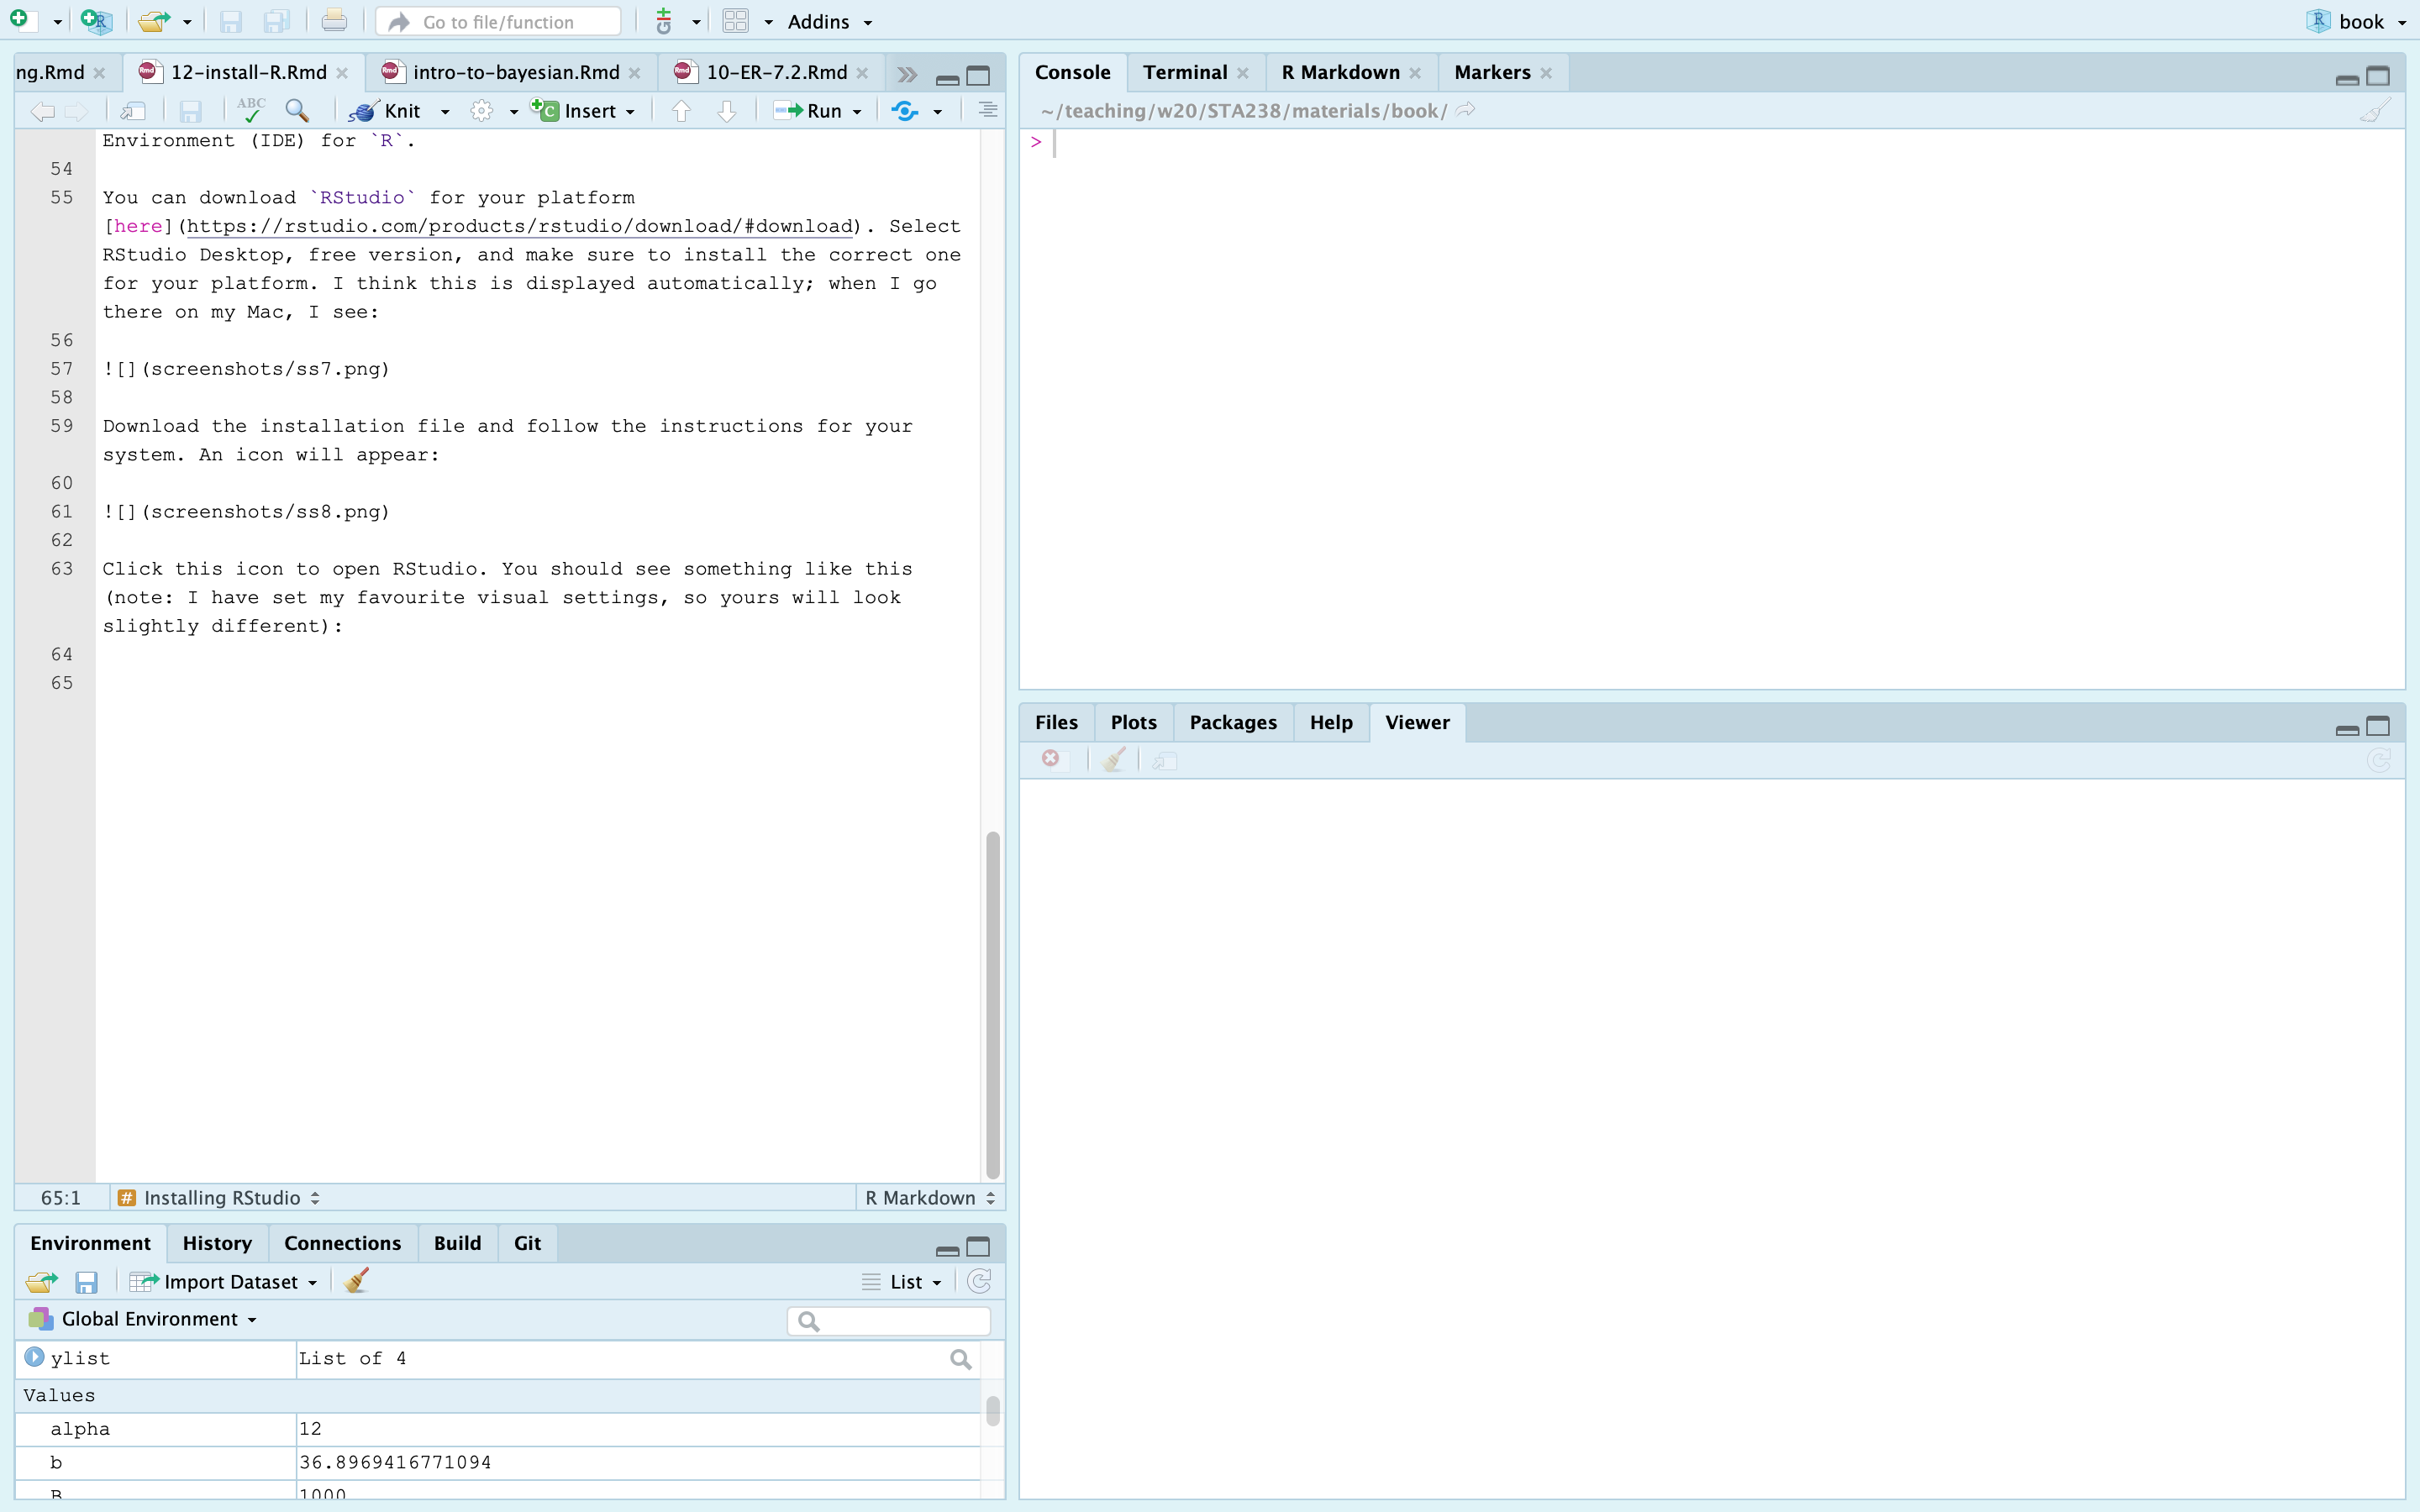 Go to file/function
Addins
book
ng.Rmd
12-install-R.Rmd
intro-to-bayesian.Rmd
10-ER-7.2.Rmd
ABC
Knit
Insert
Run
Environment (IDE) for `R`.
54
55 You can download `RStudio` for your platform
[here](https://rstudio.com/products/rstudio/download/#download). Select
RStudio Desktop, free version, and make sure to install the correct one
for your platform. I think this is displayed automatically; when I go
there on my Mac, I see:
56
57 ![](screenshots/ss7.png)
58
59 Download the installation file and follow the instructions for your
system. An icon will appear:
60
61 ![](screenshots/ss8.png)
62
63 Click this icon to open RStudio. You should see something like this
(note: I have set my favourite visual settings, so yours will look
slightly different):
64
65
65:1 # Installing RStudio R Markdown
Environment History Connections Build Git
Import Dataset List
Global Environment
ylist List of 4
Values
alpha 12
b 36.8969416771094
B 1000
Console Terminal R Markdown Markers
~/teaching/w20/STA238/materials/book/
>
Files Plots Packages Help Viewer